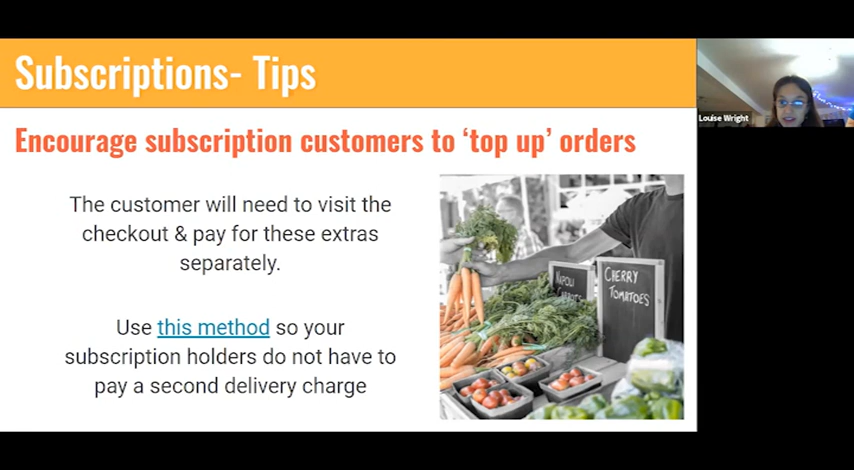 Subscriptions- Tips
Louise Wright
Encourage subscription customers to ‘top up’ orders
The customer will need to visit the
checkout & pay for these extras
separately.
Use this method so your
subscription holders do not have to
pay a second delivery charge
NAPOLI
CARROTS
CHERRY
TOMATOES